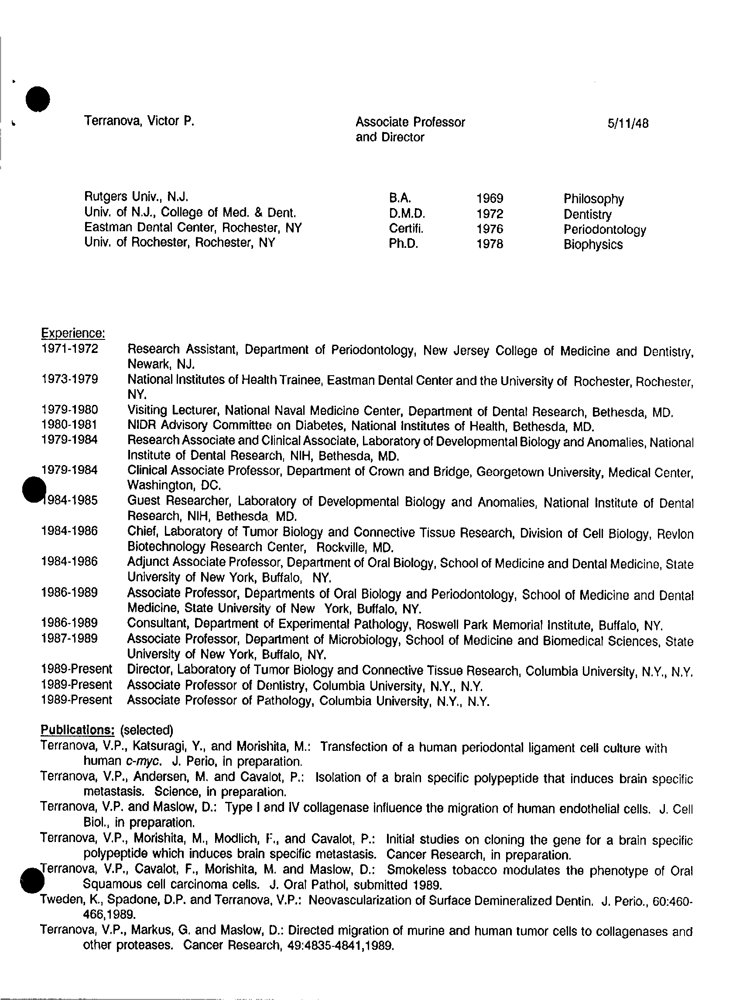 Terranova, Victor P. Associate Professor 5/11/48
and Director
Rutgers Univ., N.J. B.A. 1969 Philosophy
Univ. of N.J., College of Med. & Dent. D.M.D. 1972 Dentistry
Eastman Dental Center, Rochester, NY Certifi. 1976 Periodontology
Univ. of Rochester, Rochester, NY Ph.D. 1978 Biophysics
Experience:
1971-1972 Research Assistant, Department of Periodontology, New Jersey College of Medicine and Dentistry,
Newark, NJ.
1973-1979 National Institutes of Health Trainee, Eastman Dental Center and the University of Rochester, Rochester,
NY.
1979-1980 Visiting Lecturer, National Naval Medicine Center, Department of Dental Research, Bethesda, MD.
1980-1981 NIDR Advisory Committee on Diabetes, National Institutes of Health, Bethesda, MD.
1979-1984 Research Associate and Clinical Associate, Laboratory of Developmental Biology and Anomalies, National
Institute of Dental Research, NIH, Bethesda, MD.
1979-1984 Clinical Associate Professor, Department of Crown and Bridge, Georgetown University, Medical Center,
Washington, DC.
1984-1985 Guest Researcher, Laboratory of Developmental Biology and Anomalies, National Institute of Dental
Research, NIH, Bethesda, MD.
1984-1986 Chief, Laboratory of Tumor Biology and Connective Tissue Research, Division of Cell Biology, Revlon
Biotechnology Research Center, Rockville, MD.
1984-1986 Adjunct Associate Professor, Department of Oral Biology, School of Medicine and Dental Medicine, State
University of New York, Buffalo, NY.
1986-1989 Associate Professor, Departments of Oral Biology and Periodontology, School of Medicine and Dental
Medicine, State University of New York, Buffalo, NY.
1986-1989 Consultant, Department of Experimental Pathology, Roswell Park Memorial Institute, Buffalo, NY.
1987-1989 Associate Professor, Department of Microbiology, School of Medicine and Biomedical Sciences, State
University of New York, Buffalo, NY.
1989-Present Director, Laboratory of Tumor Biology and Connective Tissue Research, Columbia University, N.Y., N.Y.
1989-Present Associate Professor of Dentistry, Columbia University, N.Y., N.Y.
1989-Present Associate Professor of Pathology, Columbia University, N.Y., N.Y.
Publications: (selected)
Terranova, V.P., Katsuragi, Y., and Morishita, M.: Transfection of a human periodontal ligament cell culture with
human c-myc. J. Perio, in preparation.
Terranova, V.P., Andersen, M. and Cavalot, P.: Isolation of a brain specific polypeptide that induces brain specific
metastasis. Science, in preparation.
Terranova, V.P. and Maslow, D.: Type I and IV collagenase influence the migration of human endothelial cells. J. Cell
Biol., in preparation.
Terranova, V.P., Morishita, M., Modlich, F., and Cavalot, P.: Initial studies on cloning the gene for a brain specific
polypeptide which induces brain specific metastasis. Cancer Research, in preparation.
Terranova, V.P., Cavalot, F., Morishita, M. and Maslow, D.: Smokeless tobacco modulates the phenotype of Oral
Squamous cell carcinoma cells. J. Oral Pathol, submitted 1989.
Tweden, K., Spadone, D.P. and Terranova, V.P.: Neovascularization of Surface Demineralized Dentin. J. Perio., 60:460-
466,1989.
Terranova, V.P., Markus, G. and Maslow, D.: Directed migration of murine and human tumor cells to collagenases and
other proteases. Cancer Research, 49:4835-4841,1989.